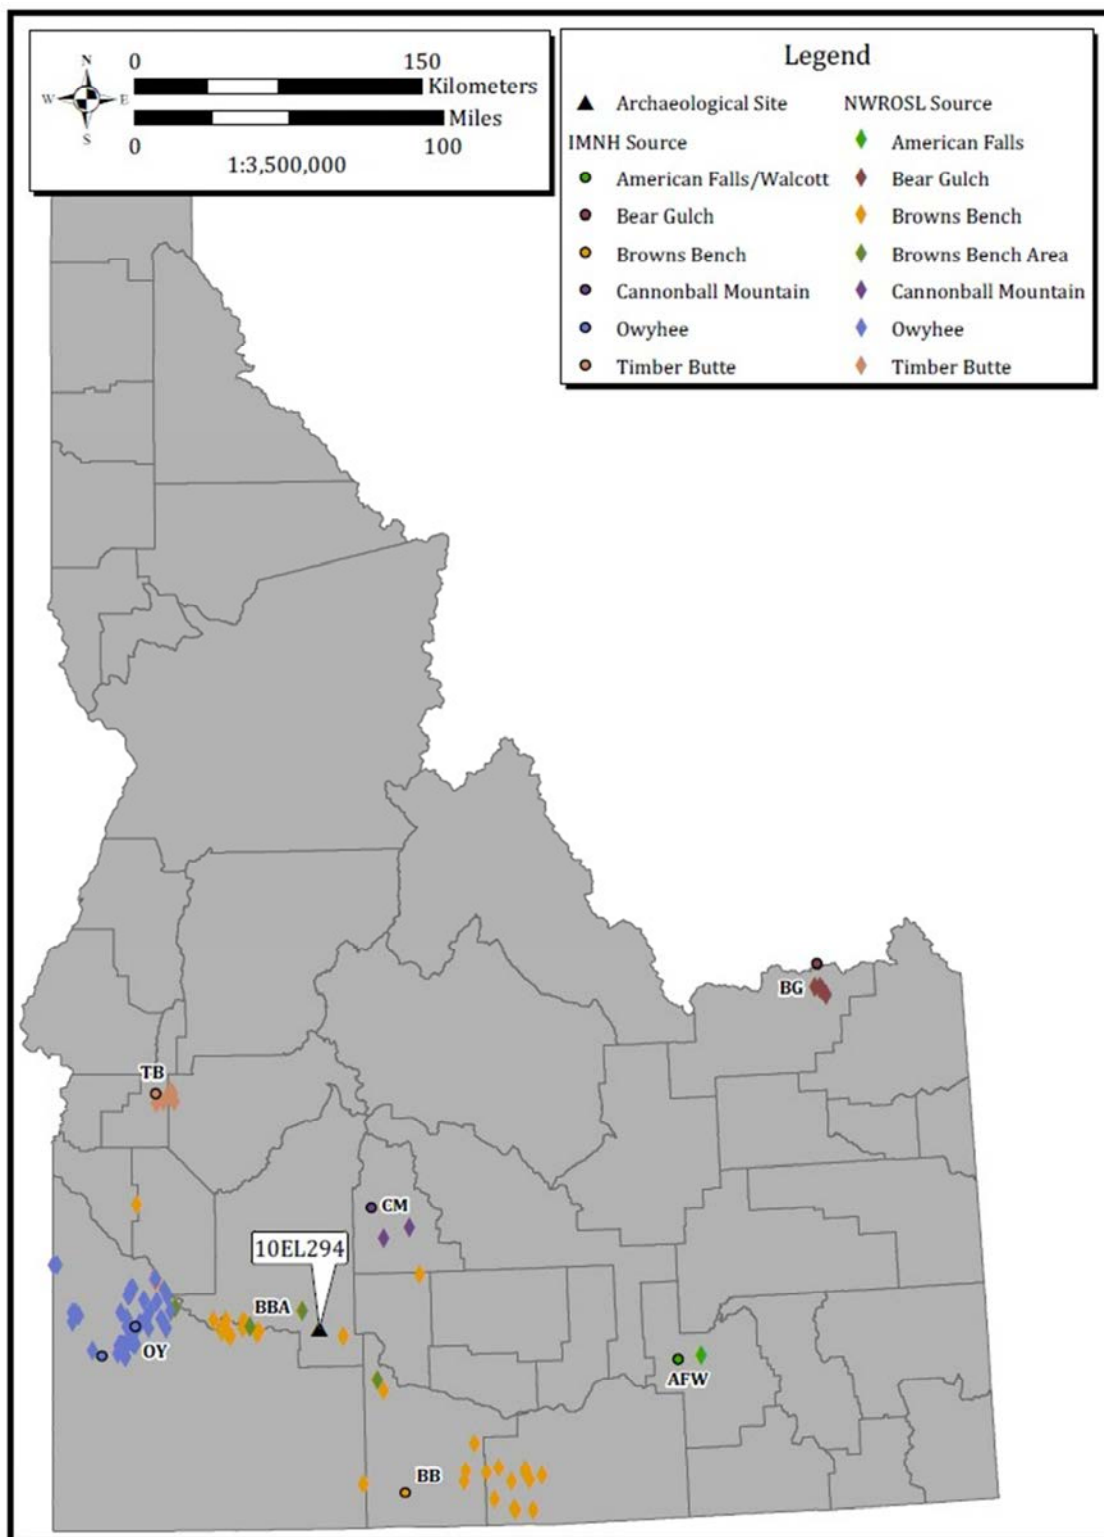 N
W E
S
0 150
Kilometers
Miles
0 100
1:3,500,000
Legend
Archaeological Site
IMNH Source
American Falls/Walcott
Bear Gulch
Browns Bench
Cannonball Mountain
Owyhee
Timber Butte
NWROSL Source
American Falls
Bear Gulch
Browns Bench
Browns Bench Area
Cannonball Mountain
Owyhee
Timber Butte
BG
TB
CM
10EL294
BBA
OY
AFW
BB